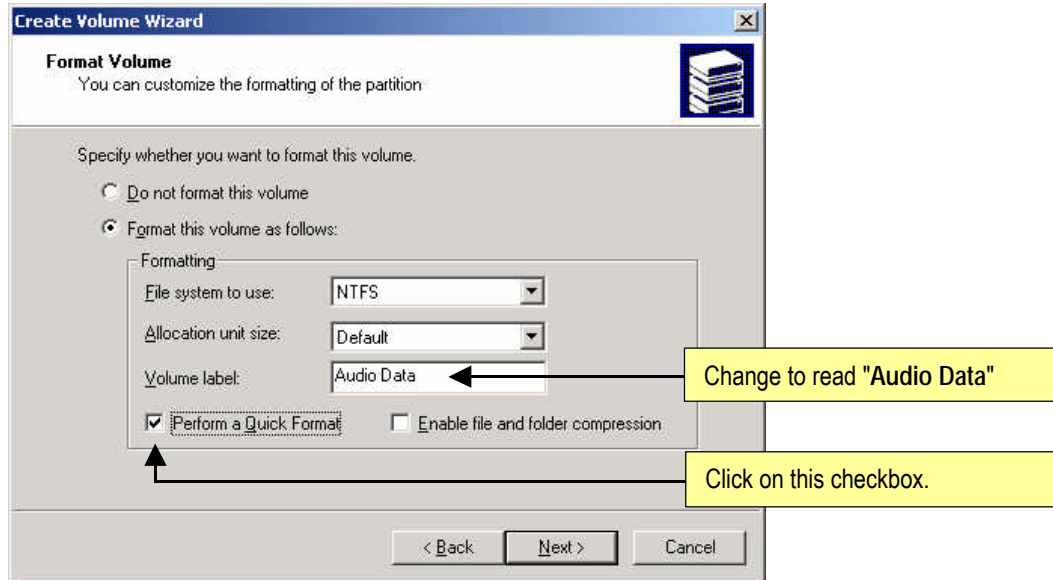 Create Volume Wizard
Format Volume
You can customize the formatting of the partition
Specify whether you want to format this volume.
Do not format this volume
Format this volume as follows:
Formatting
File system to use: NTFS
Allocation unit size: Default
Volume label: Audio Data
Change to read "Audio Data"
Perform a Quick Format Enable file and folder compression
Click on this checkbox.
< Back Next > Cancel